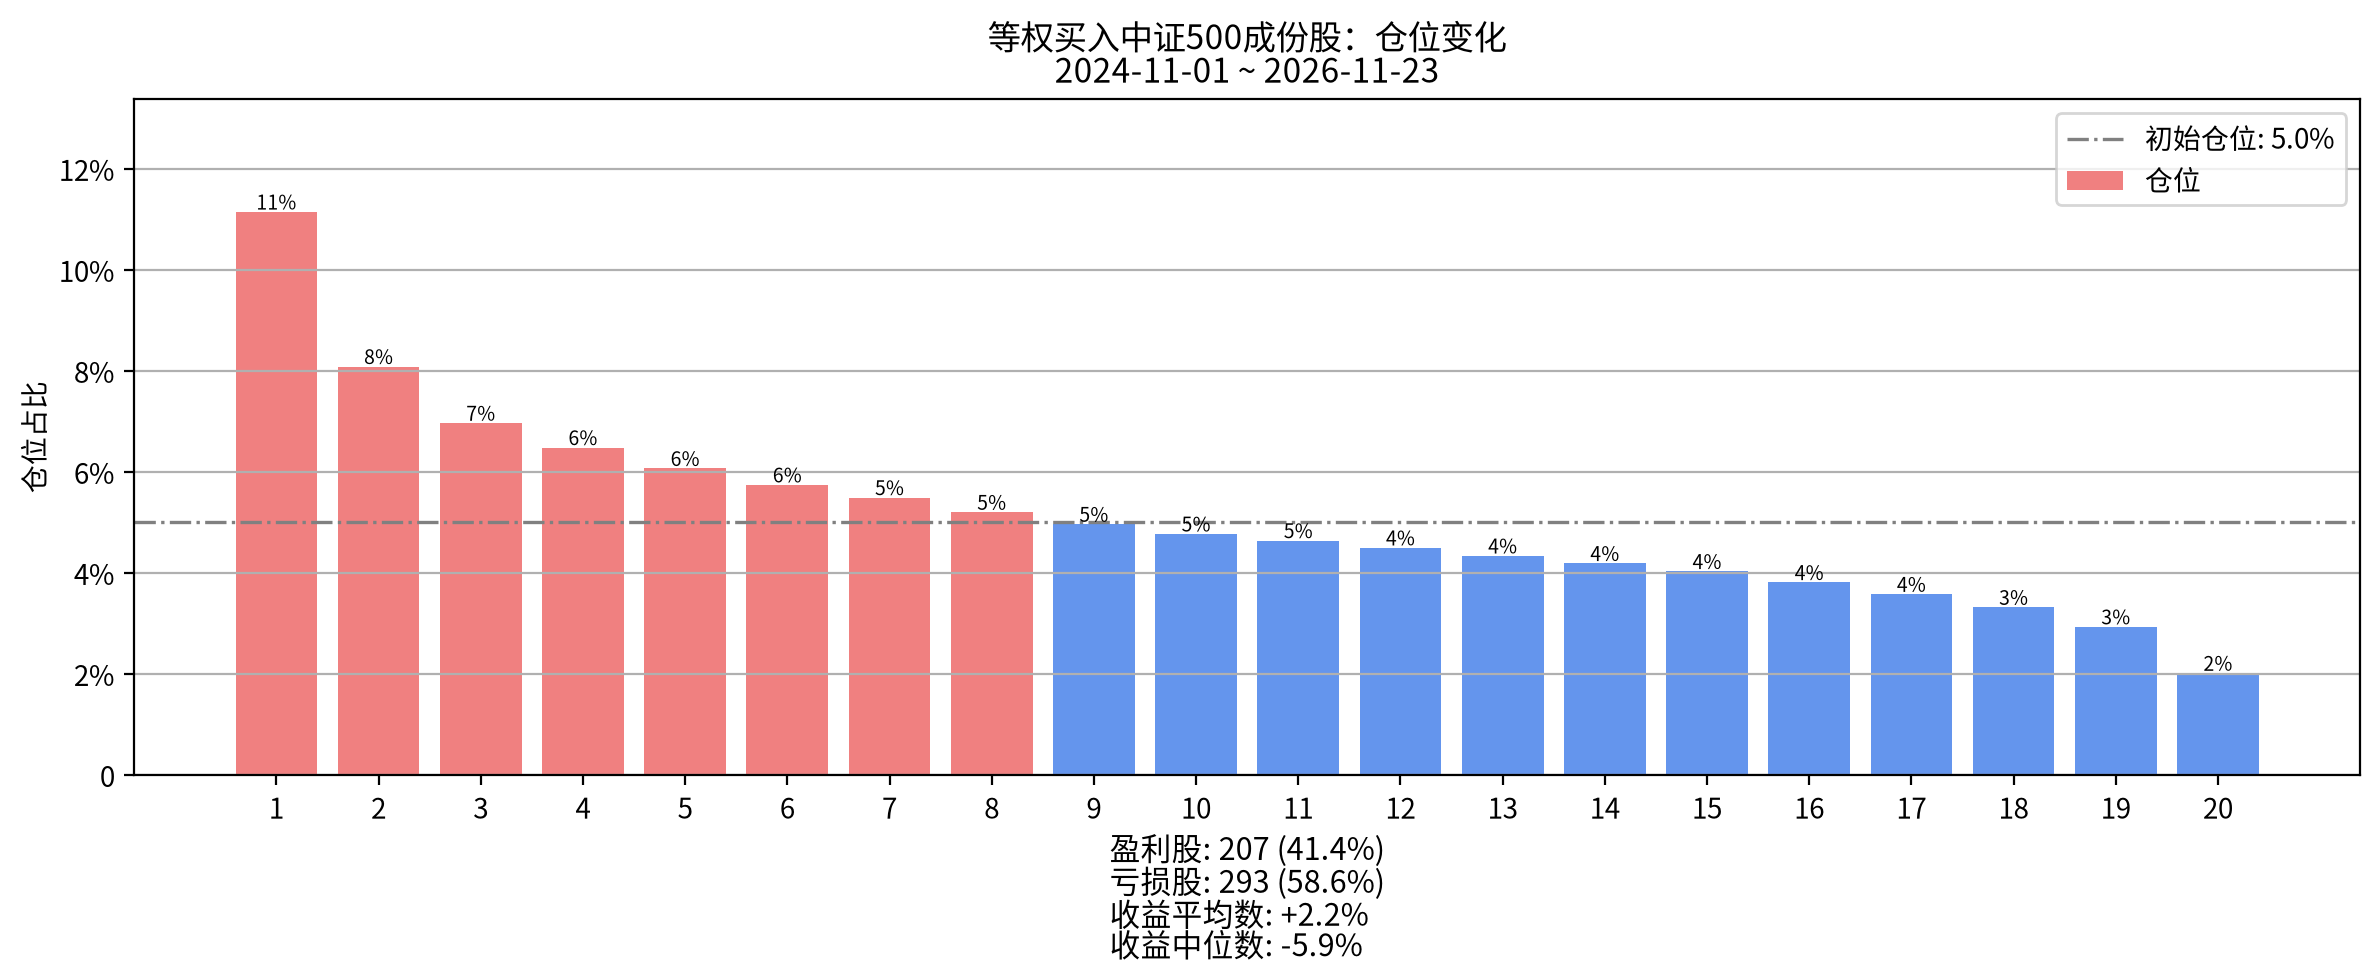 等权买入中证500成份股：仓位变化
2024-11-01 ~ 2026-11-23
初始仓位: 5.0%
仓位
仓位占比
12%
10%
8%
6%
4%
2%
0
11%
8%
7%
6%
6%
6%
5%
5%
5%
5%
5%
4%
4%
4%
4%
4%
4%
3%
3%
2%
1 2 3 4 5 6 7 8 9 10 11 12 13 14 15 16 17 18 19 20
盈利股: 207 (41.4%)
亏损股: 293 (58.6%)
收益平均数: +2.2%
收益中位数: -5.9%